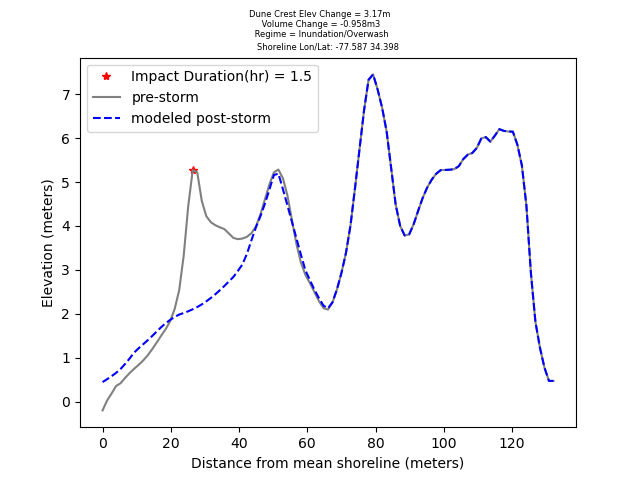 Dune Crest Elev Change = 3.17m
Volume Change = -0.958m3
Regime = Inundation/Overwash
Shoreline Lon/Lat: -77.587 34.398
Impact Duration(hr) = 1.5
pre-storm
modeled post-storm
Elevation (meters)
7
6
5
4
3
2
1
0
0 20 40 60 80 100 120
Distance from mean shoreline (meters)